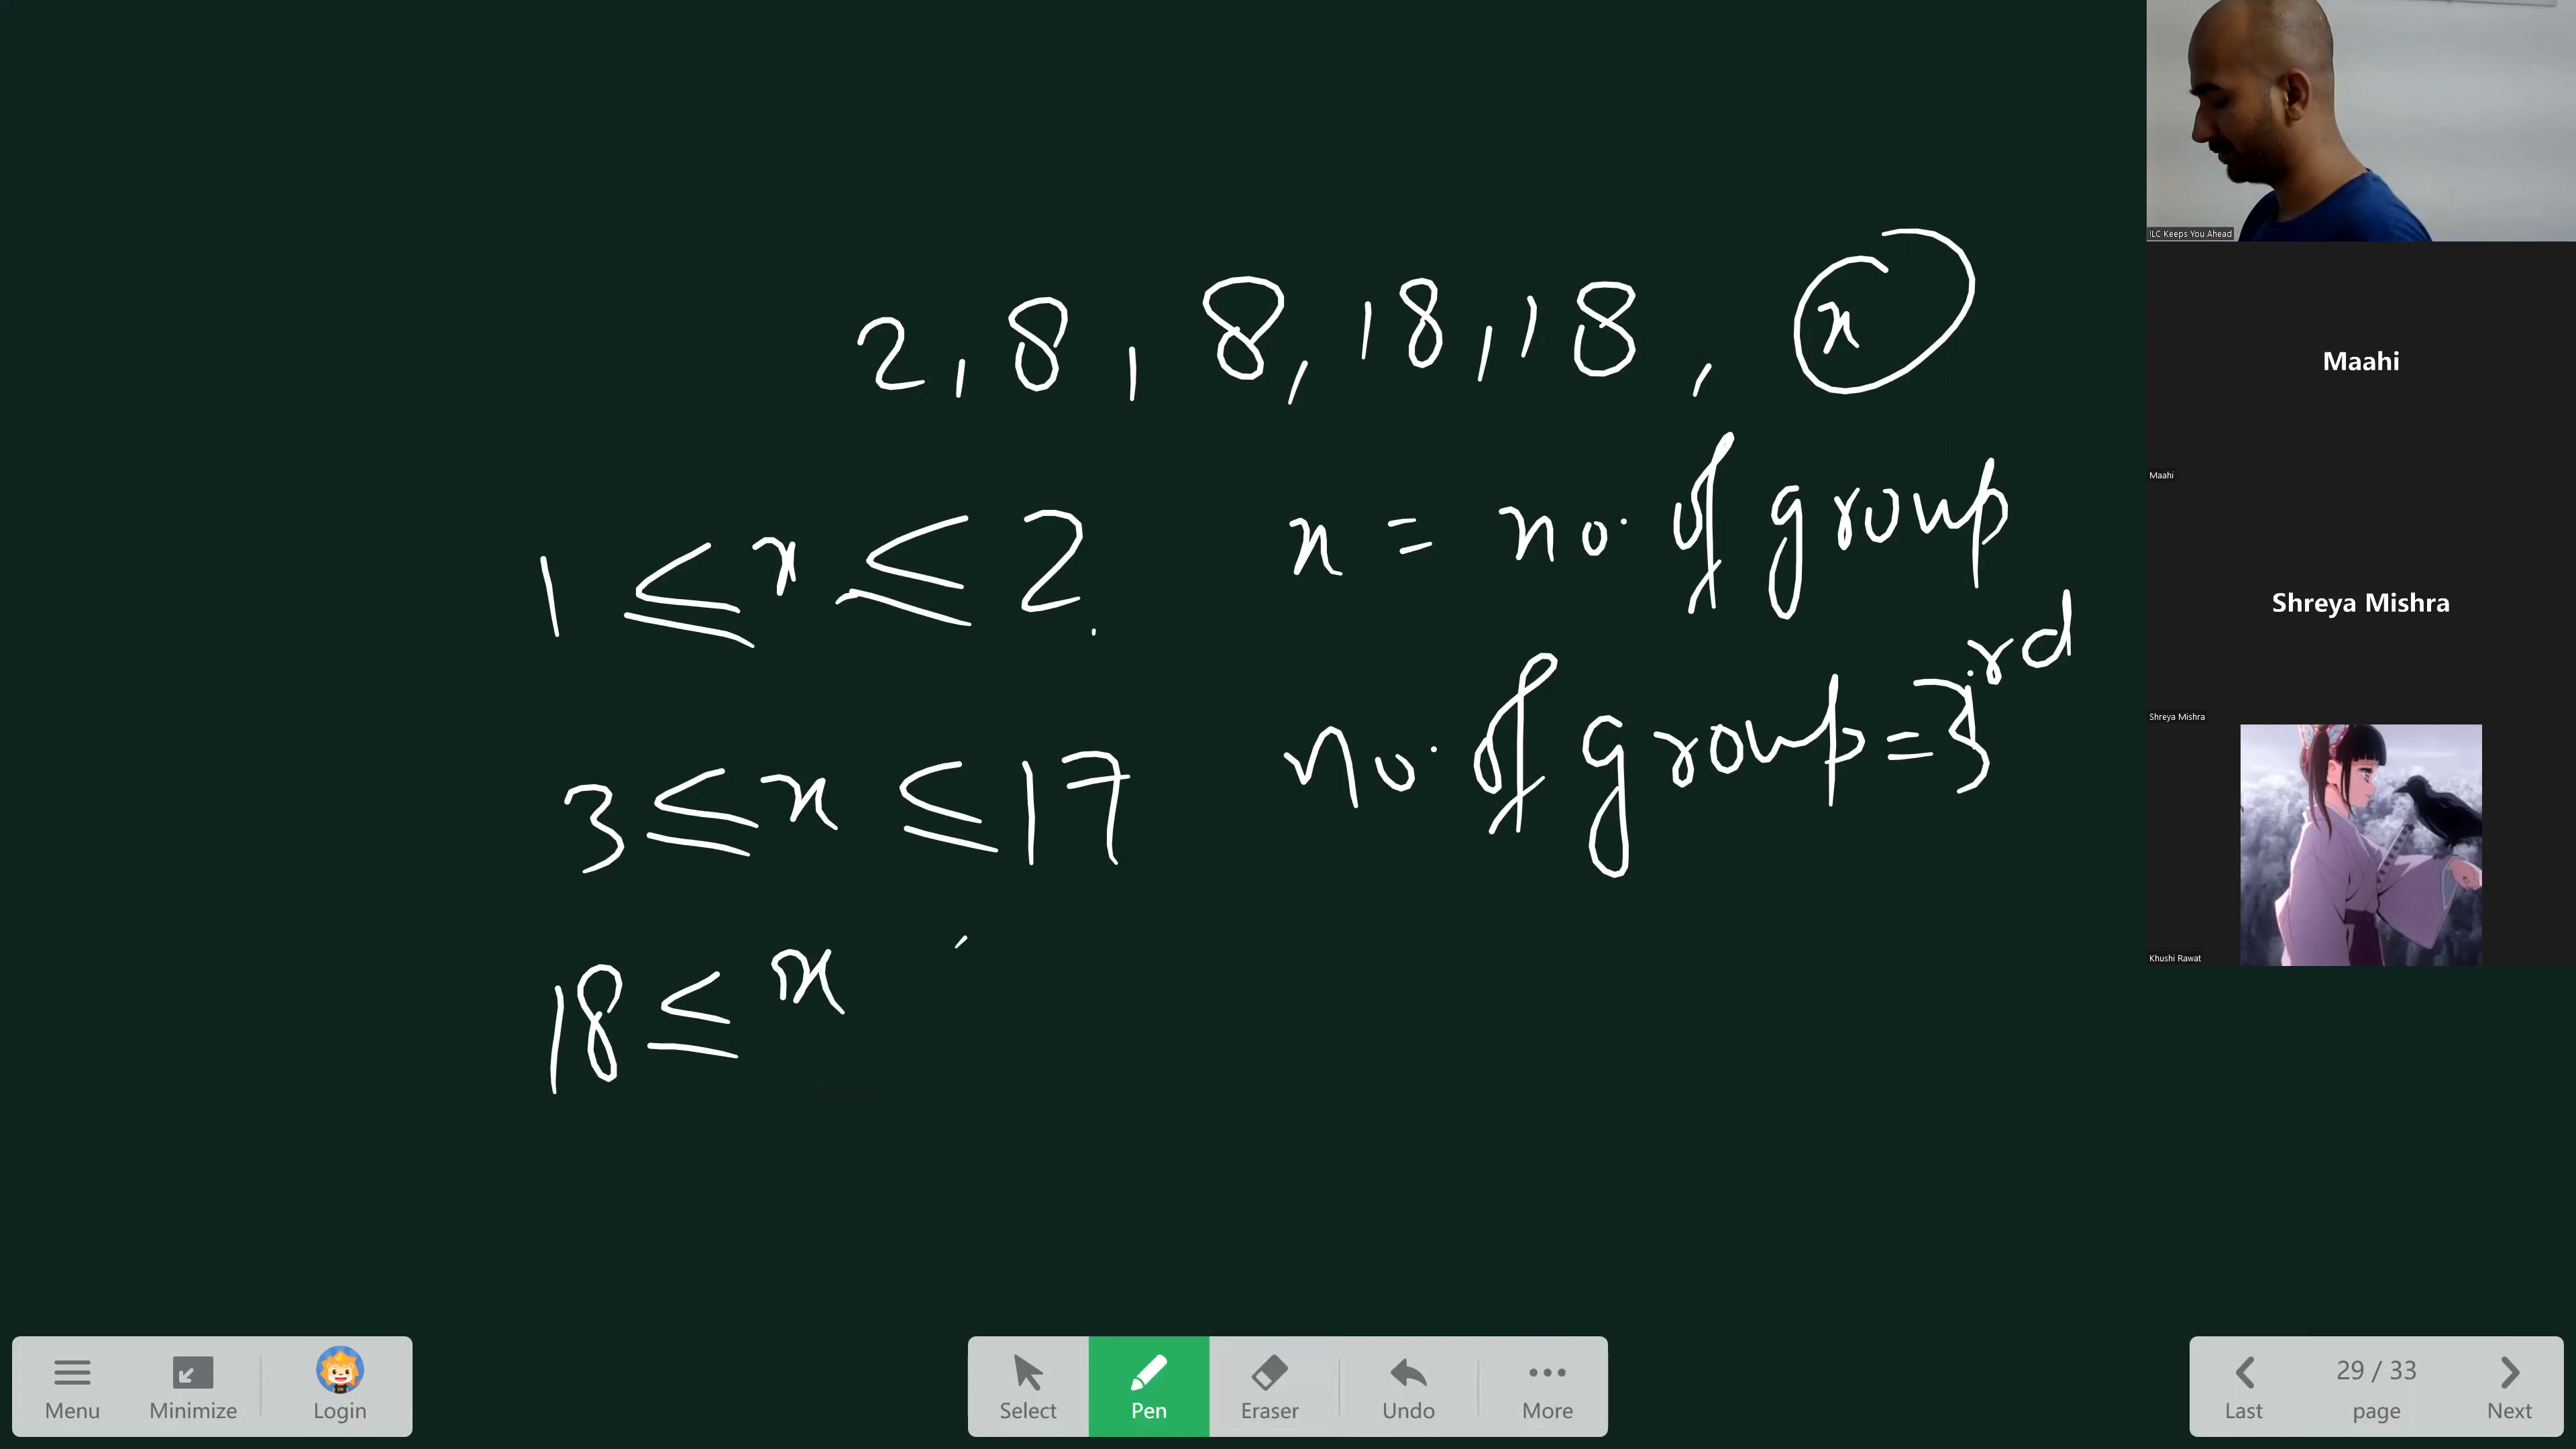 ILC Keeps You Ahead
2, 8, 8, 18, 18, x
Maahi
Maahi
1 ≤ x ≤ 2
x = no. of group
Shreya Mishra
Shreya Mishra
3 ≤ x ≤ 17
no. of group = 3rd
18 ≤ x
Khushi Rawat
Menu
Minimize
Login
Select
Pen
Eraser
Undo
More
Last
29 / 33
page
Next